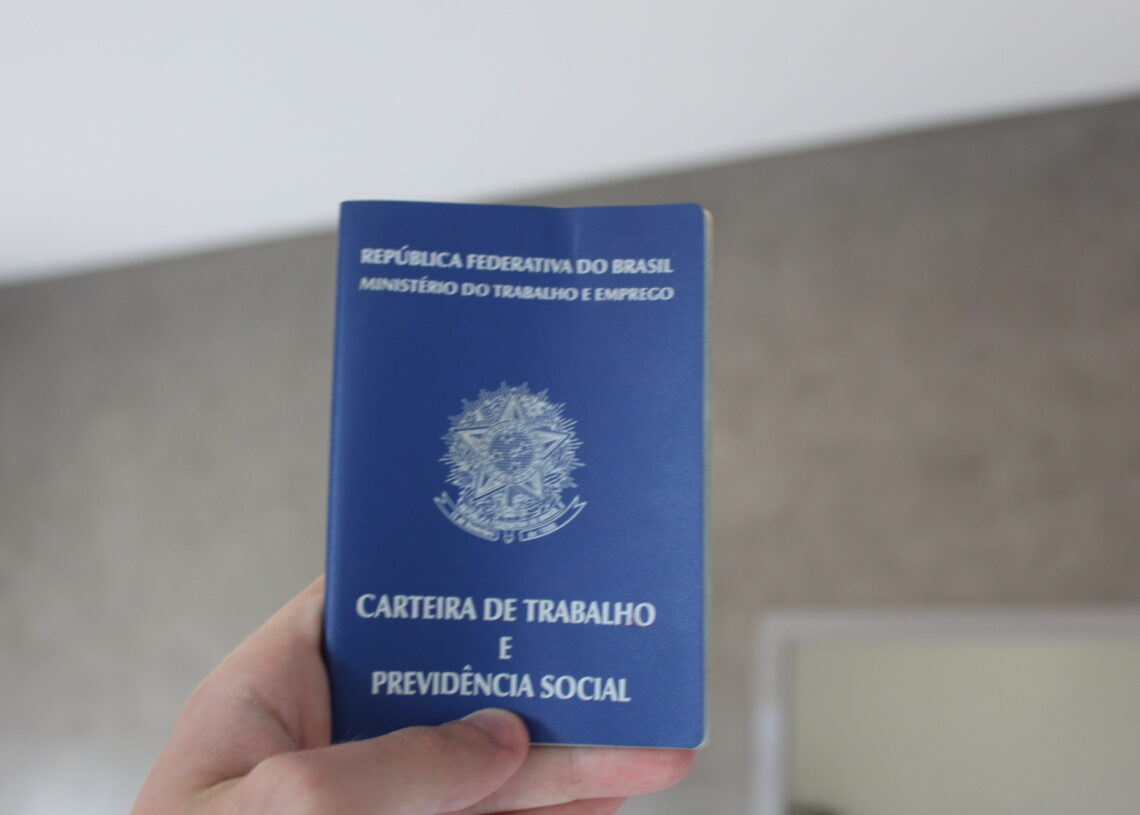 REPÚBLICA FEDERATIVA DO BRASIL
MINISTÉRIO DO TRABALHO E EMPREGO
CARTEIRA DE TRABALHO
E
PREVIDÊNCIA SOCIAL